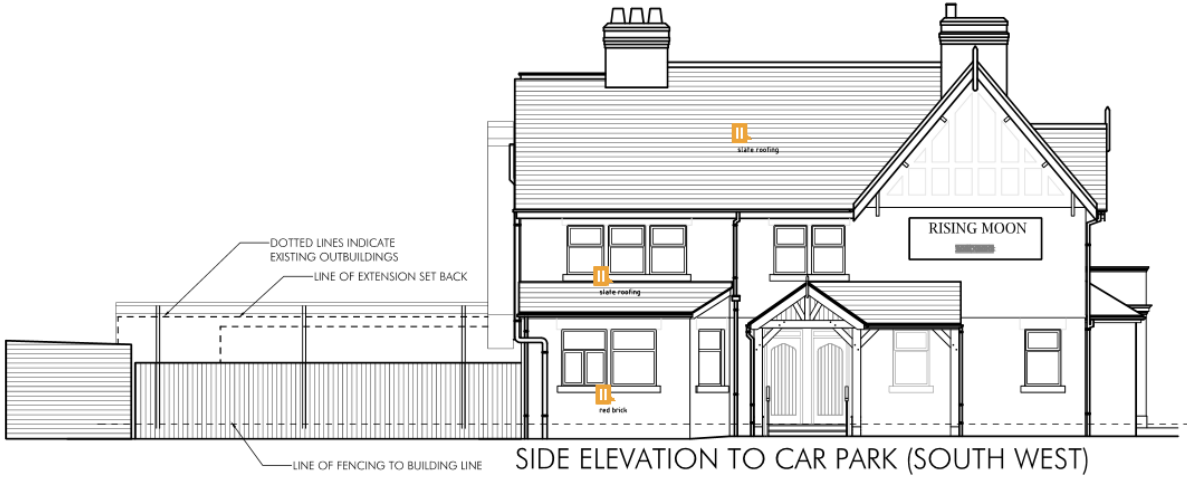 slate roofing
RISING MOON
DOTTED LINES INDICATE
EXISTING OUTBUILDINGS
LINE OF EXTENSION SET BACK
slate roofing
red brick
LINE OF FENCING TO BUILDING LINE
SIDE ELEVATION TO CAR PARK (SOUTH WEST)